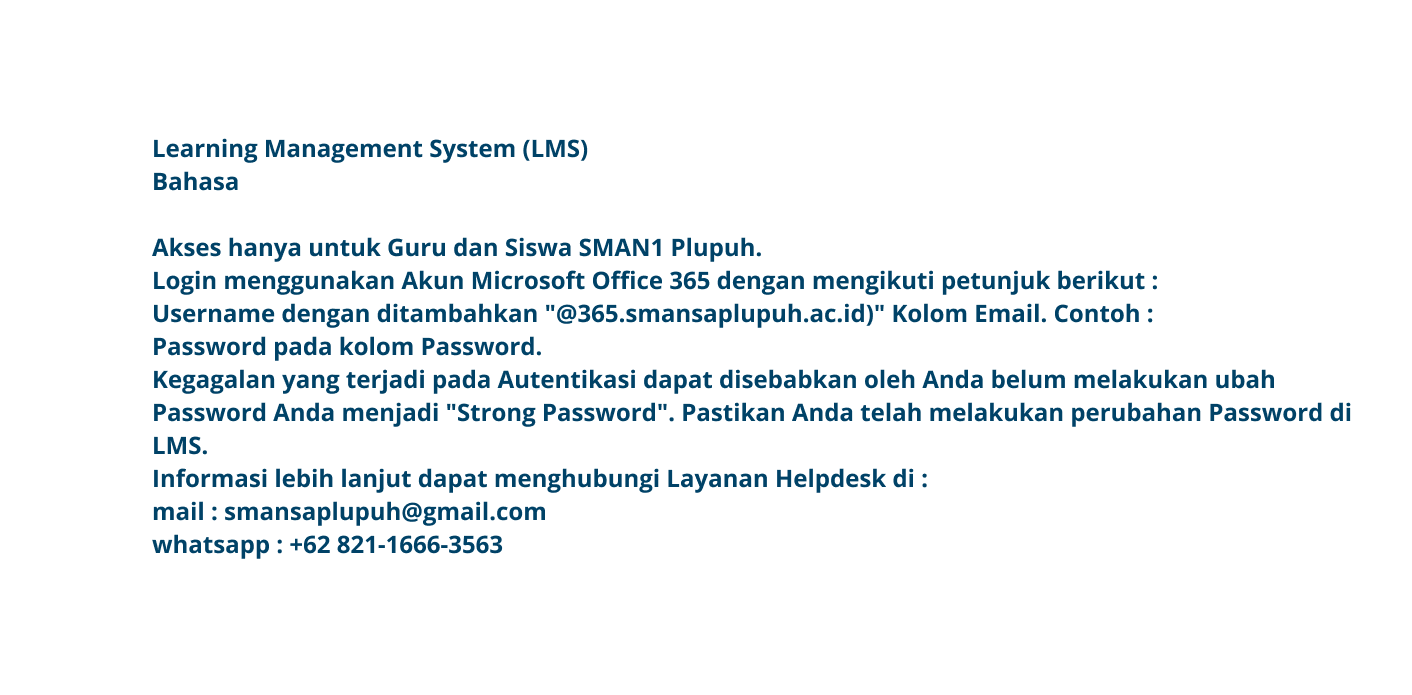 Learning Management System (LMS)
Bahasa
Akses hanya untuk Guru dan Siswa SMAN1 Plupuh.
Login menggunakan Akun Microsoft Office 365 dengan mengikuti petunjuk berikut :
Username dengan ditambahkan "@365.smansaplupuh.ac.id)" Kolom Email. Contoh :
Password pada kolom Password.
Kegagalan yang terjadi pada Autentikasi dapat disebabkan oleh Anda belum melakukan ubah
Password Anda menjadi "Strong Password". Pastikan Anda telah melakukan perubahan Password di
LMS.
Informasi lebih lanjut dapat menghubungi Layanan Helpdesk di :
mail : smansaplupuh@gmail.com
whatsapp : +62 821-1666-3563